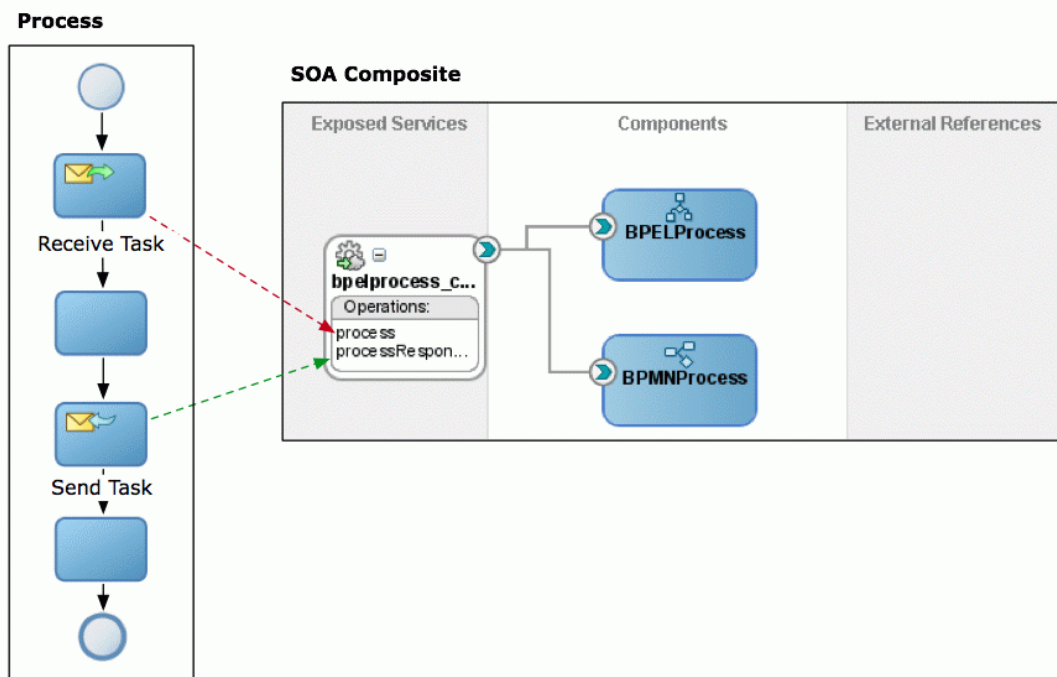 Process
Receive Task
Send Task
SOA Composite
Exposed Services
Components
External References
bpelprocess_c...
Operations:
process
processRespon...
BPELProcess
BPMNProcess